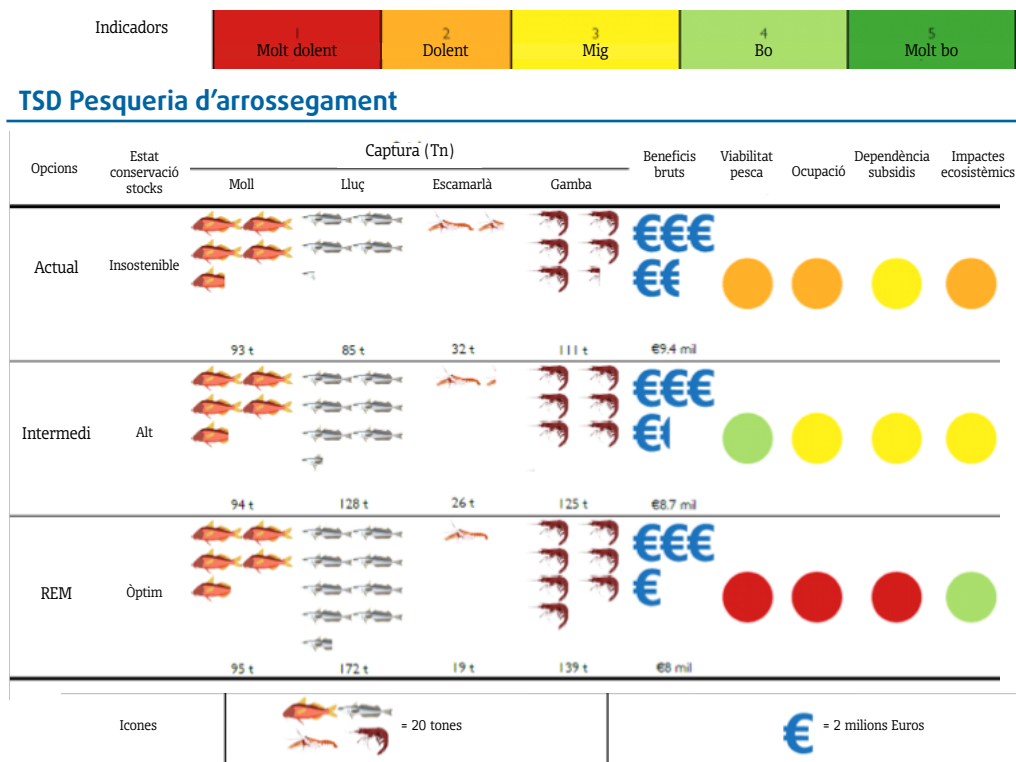 Indicadors
1 2 3 4 5
Molt dolent Dolent Mig Bo Molt bo
TSD Pesqueria d'arrossegament
Opcions
Estat
conservació
stocks
Captura (Tn)
Moll Lluç Escamarlà Gamba
Beneficis
bruts
Viabilitat
pesca
Ocupació
Dependència
subsidis
Impactes
ecosistèmics
Actual Insostenible €€€
€€
93 t 85 t 32 t 111 t €9.4 mil
Intermedi Alt €€€
€€
94 t 128 t 26 t 125 t €8.7 mil
REM Òptim €€€
€
95 t 172 t 19 t 139 t €8 mil
Icones = 20 tones € = 2 milions Euros